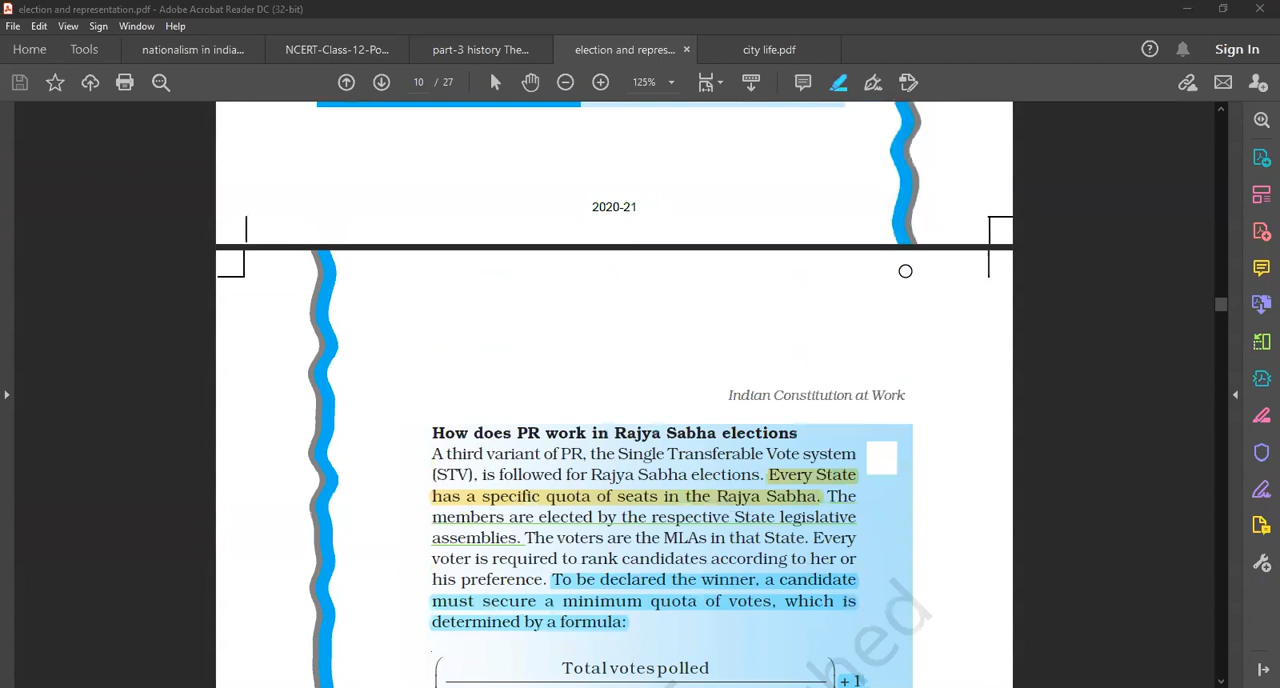 election and representation.pdf - Adobe Acrobat Reader DC (32-bit)
File Edit View Sign Window Help
Home Tools nationalism in india... NCERT-Class-12-Po... part-3 history The... election and repres... × city life.pdf Sign In
10 / 27 125%
2020-21
Indian Constitution at Work
How does PR work in Rajya Sabha elections
A third variant of PR, the Single Transferable Vote system
(STV), is followed for Rajya Sabha elections. Every State
has a specific quota of seats in the Rajya Sabha. The
members are elected by the respective State legislative
assemblies. The voters are the MLAs in that State. Every
voter is required to rank candidates according to her or
his preference. To be declared the winner, a candidate
must secure a minimum quota of votes, which is
determined by a formula:
Total votes polled
+ 1
hed